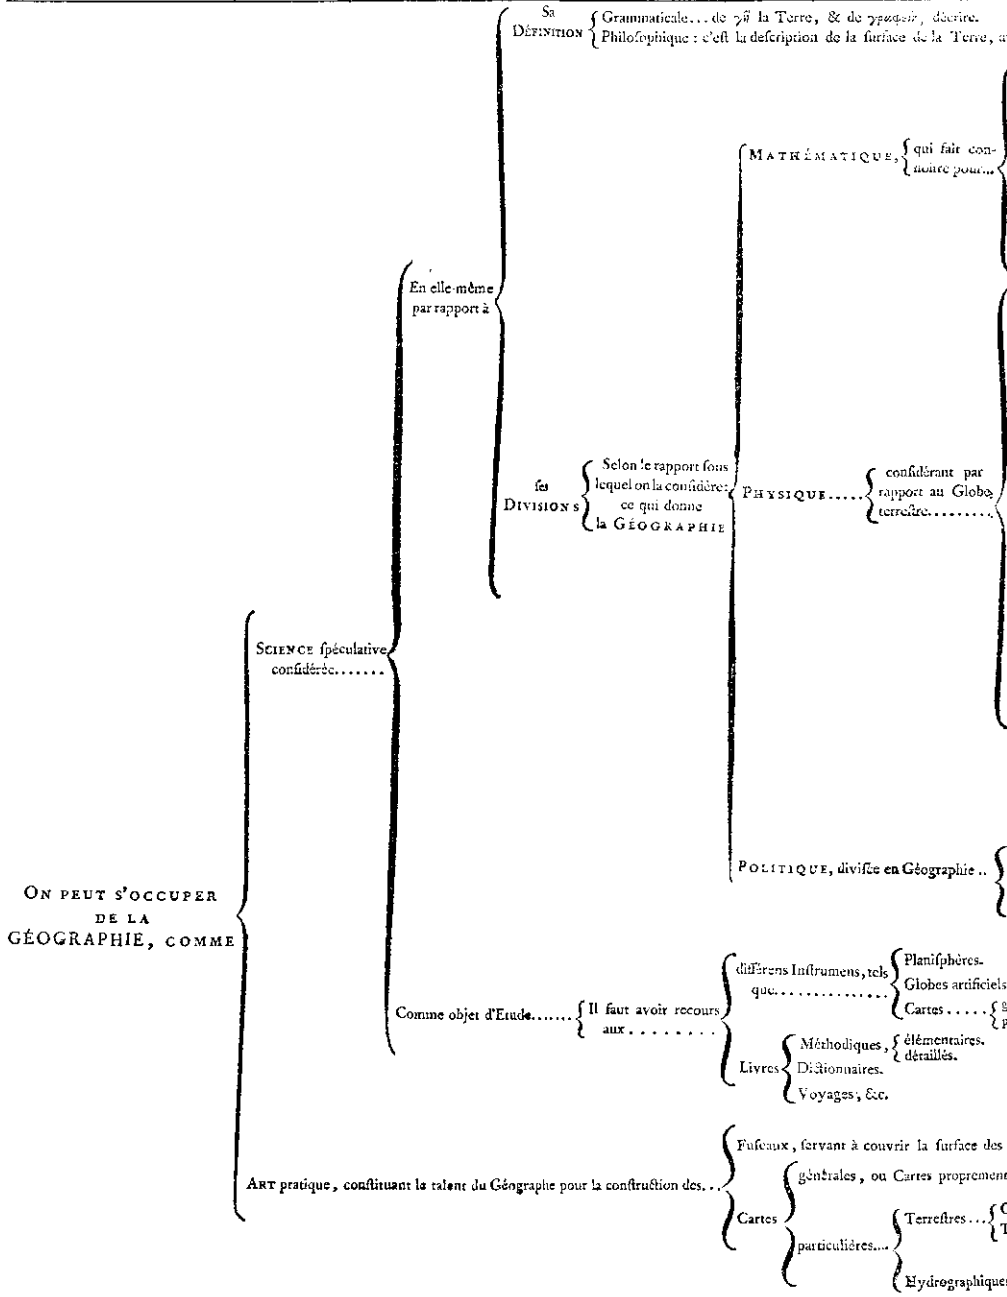 Sa
DÉFINITION
Grammaticale... de γῆ la Terre, & de γραφειν, décrire.
Philoſophique : c'eſt la deſcription de la ſurface de la Terre,
MATHÉMATIQUE,
qui fait con-
noitre pour...
En elle-même
par rapport à
ſes
DIVISIONS
Selon le rapport ſous
lequel on la conſidère:
ce qui donne
la GÉOGRAPHIE
PHYSIQUE.....
conſidérant par
rapport au Globe
terreſtre.........
SCIENCE ſpéculative
conſidérée.......
POLITIQUE, diviſée en Géographie ..
ON PEUT S'OCCUPER
DE LA
GÉOGRAPHIE, COMME
Comme objet d'Etude.......
Il faut avoir recours
aux ........
différens Inſtrumens, tels
que..............
Planiſphères.
Globes artificiels
Cartes .....
Livres
Méthodiques,
élémentaires.
détaillés.
Dictionnaires.
Voyages, &c.
ART pratique, conſtituant le talent du Géographe pour la conſtruction des...
Fuſeaux, ſervant à couvrir la ſurface des
Cartes
générales, ou Cartes proprement
particulières....
Terreſtres...
Hydrographiques